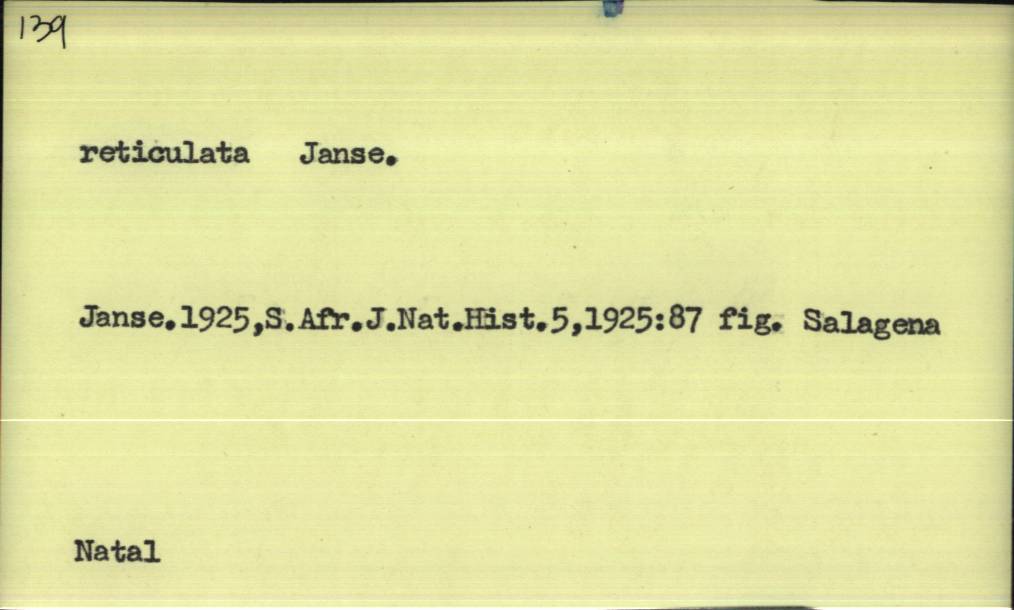 139
reticulata Janse.
Janse.1925,S.Afr.J.Nat.Hist.5,1925:87 fig. Salagena
Natal